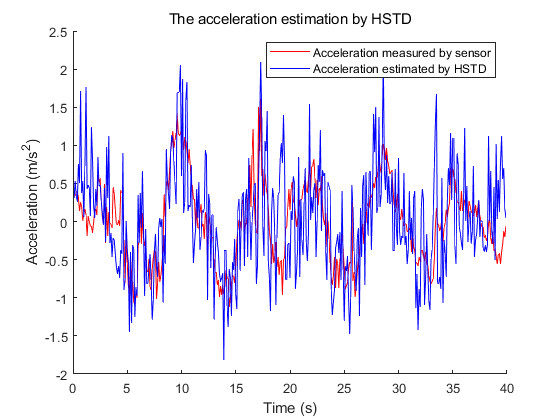 The acceleration estimation by HSTD
Acceleration measured by sensor
Acceleration estimated by HSTD
Acceleration (m/s²)
2.5
2
1.5
1
0.5
0
-0.5
-1
-1.5
-2
0 5 10 15 20 25 30 35 40
Time (s)